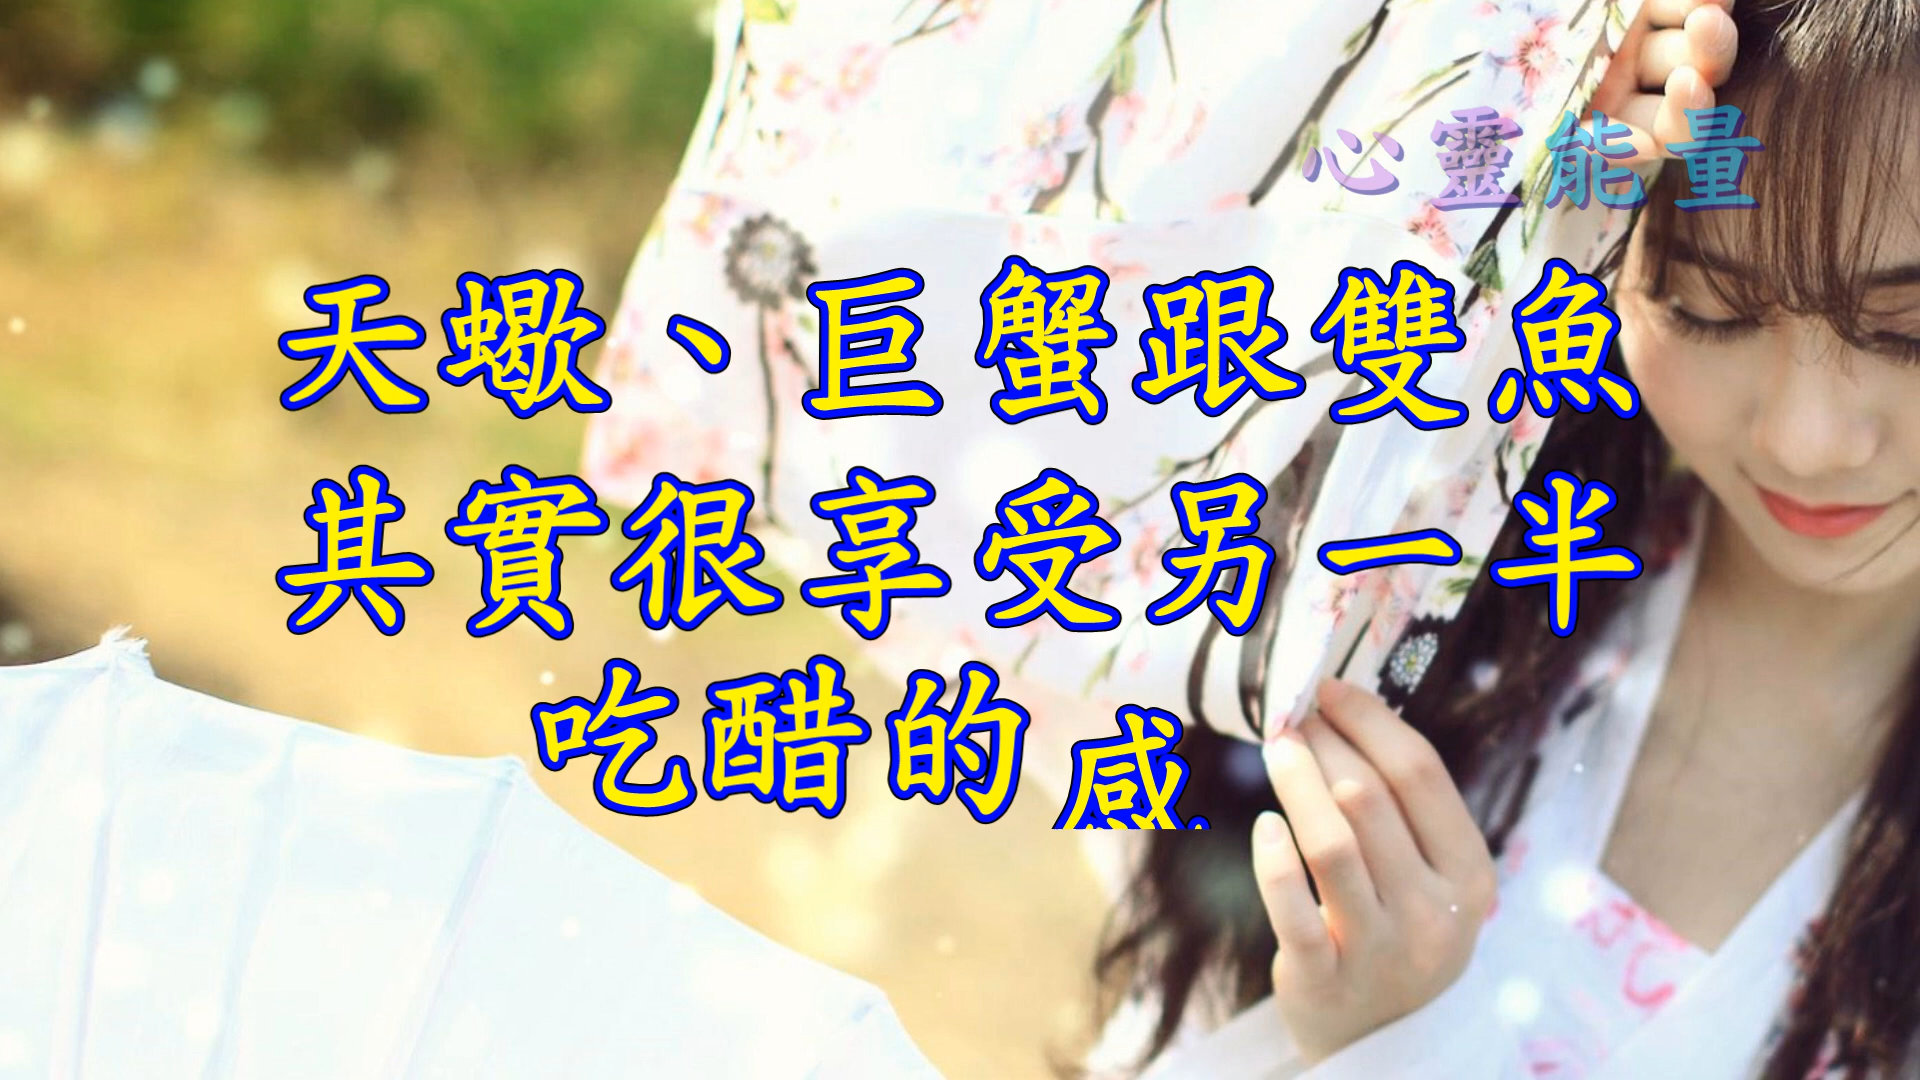 心靈能量
天蠍、巨蟹跟雙魚
其實很享受另一半
吃醋的感